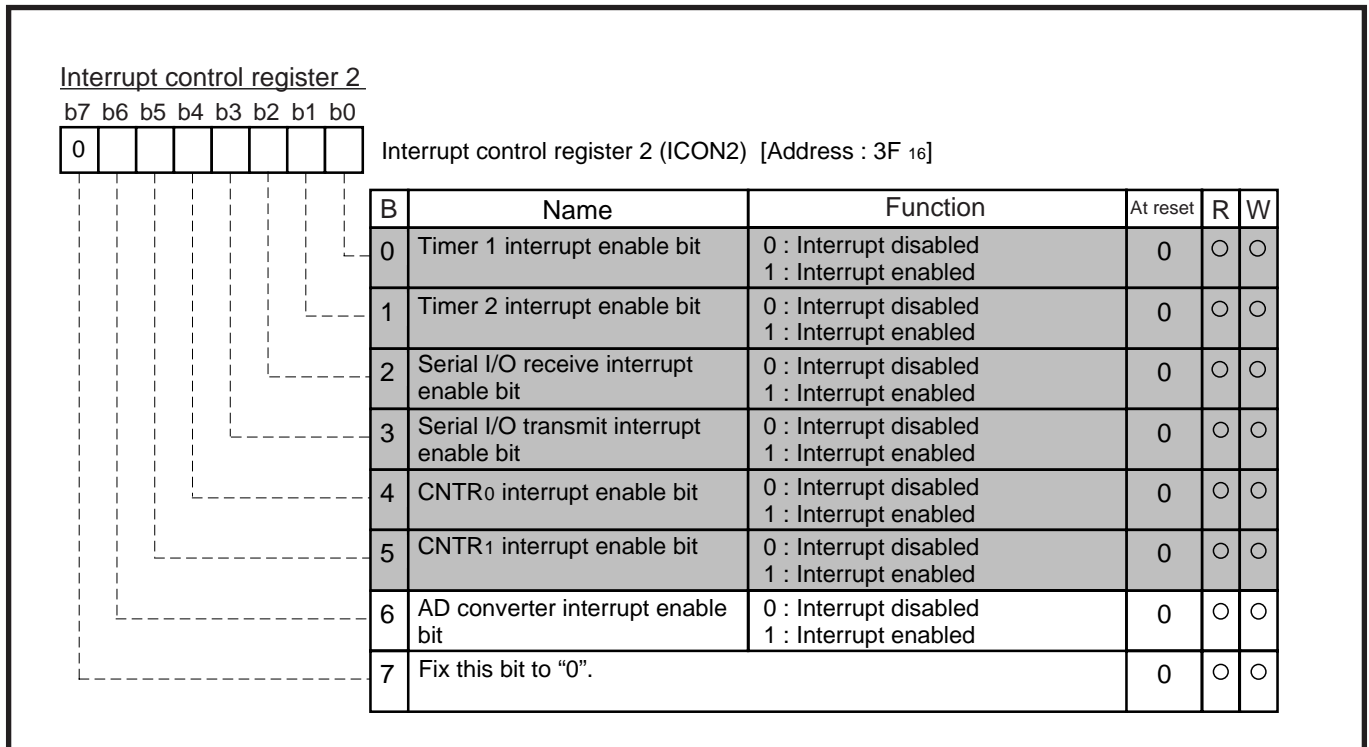 Interrupt control register 2
b7 b6 b5 b4 b3 b2 b1 b0
0
Interrupt control register 2 (ICON2) [Address : 3F 16]
B Name Function At reset R W
0 Timer 1 interrupt enable bit 0 : Interrupt disabled 0 ○ ○
1 : Interrupt enabled
1 Timer 2 interrupt enable bit 0 : Interrupt disabled 0 ○ ○
1 : Interrupt enabled
2 Serial I/O receive interrupt 0 : Interrupt disabled 0 ○ ○
enable bit 1 : Interrupt enabled
3 Serial I/O transmit interrupt 0 : Interrupt disabled 0 ○ ○
enable bit 1 : Interrupt enabled
4 CNTR0 interrupt enable bit 0 : Interrupt disabled 0 ○ ○
1 : Interrupt enabled
5 CNTR1 interrupt enable bit 0 : Interrupt disabled 0 ○ ○
1 : Interrupt enabled
6 AD converter interrupt enable 0 : Interrupt disabled 0 ○ ○
bit 1 : Interrupt enabled
7 Fix this bit to “0”. 0 ○ ○